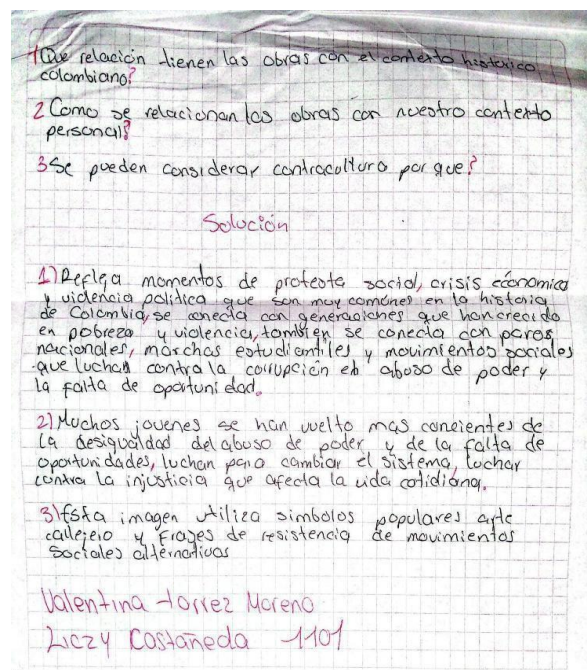 1 Que relación tienen las obras con el contexto historico
colombiano?
2 Como se relacionan las obras con nuestro contexto
personal?
3 Se pueden considerar contracultura por que?
Solución
1) Refleja momentos de protesta social, crisis económica
y violencia politica que son muy comunes en la historia
de Colombia, se conecta con generaciones que han crecido
en pobreza y violencia, tambien se conecta con paros
nacionales, marchas estudiantiles y movimientos sociales
que luchan contra la corrupción en abuso de poder y
la falta de oportunidad.
2) Muchos jovenes se han vuelto mas concientes de
la desigualdad del abuso de poder y de la falta de
oportunidades, luchan para cambiar el sistema, luchar
contra la injusticia que afecta la vida cotidiana.
3) Esta imagen utiliza simbolos populares arte
callejero y Frases de resistencia de movimientos
sociales alternativos
Valentina torrez Moreno
Liczy Castañeda 1101